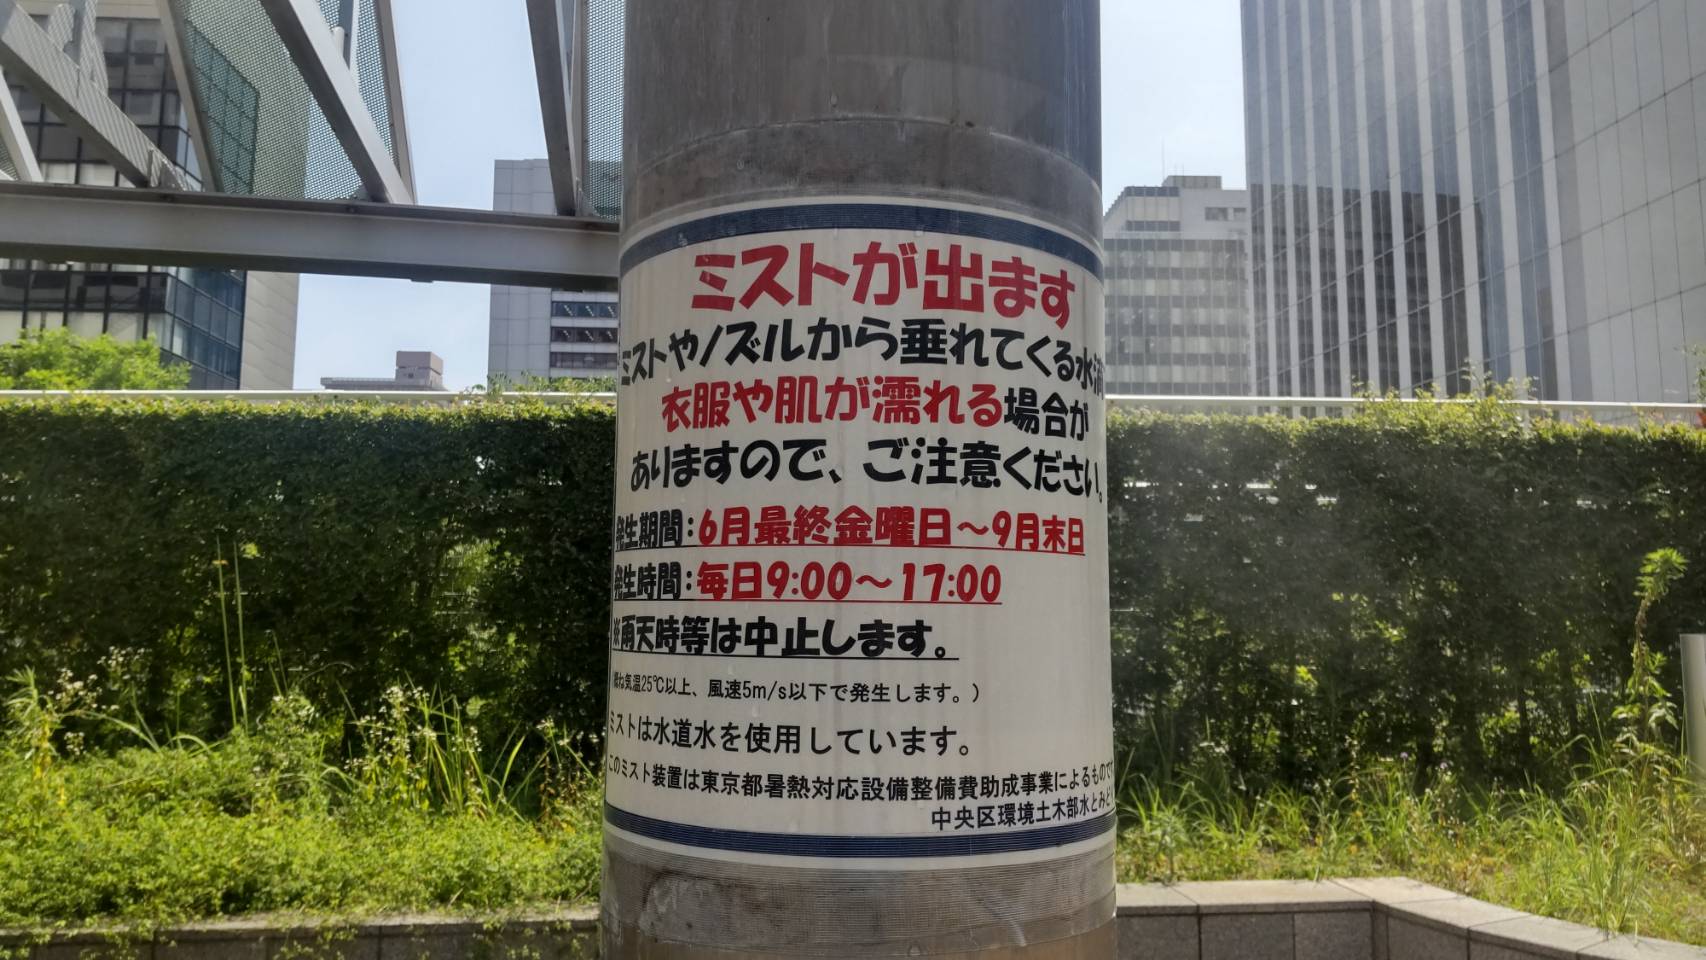 ミストが出ます
ミストやノズルから垂れてくる水滴
衣服や肌が濡れる場合が
ありますので、ご注意ください。
発生期間：6月最終金曜日～9月末日
発生時間：毎日9:00～17:00
※雨天時等は中止します。
概ね気温25℃以上、風速5m/s以下で発生します。）
ミストは水道水を使用しています。
このミスト装置は東京都暑熱対応設備整備費助成事業によるものです
中央区環境土木部水とみどり